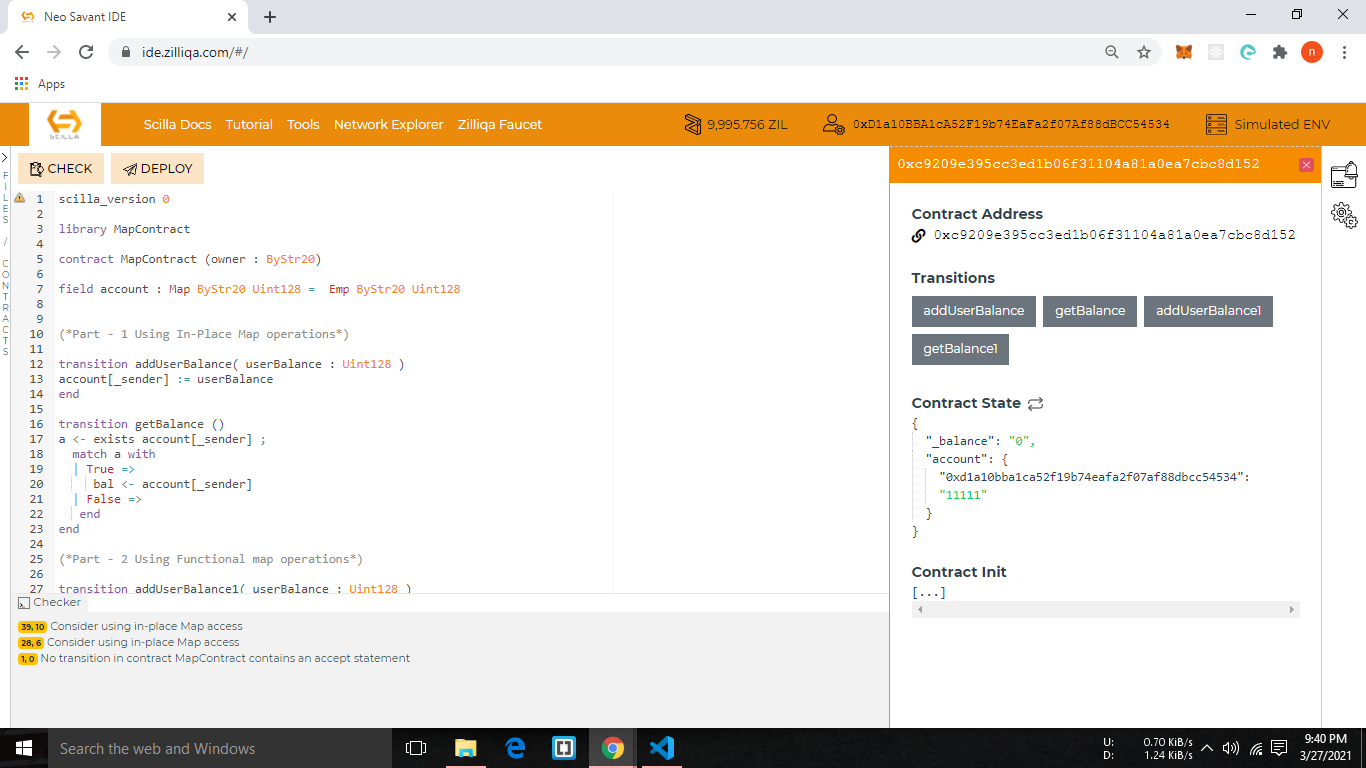 Neo Savant IDE
ide.zilliqa.com/#/
n
Apps
SCILLA
Scilla Docs Tutorial Tools Network Explorer Zilliqa Faucet
9,995.756 ZIL
0xD1a10BBA1cA52F19b74EaFa2f07Af88dBCC54534
Simulated ENV
FILES / CONTRACTS
CHECK DEPLOY
1 scilla_version 0
2
3 library MapContract
4
5 contract MapContract (owner : ByStr20)
6
7 field account : Map ByStr20 Uint128 = Emp ByStr20 Uint128
8
9
10 (*Part - 1 Using In-Place Map operations*)
11
12 transition addUserBalance( userBalance : Uint128 )
13 account[_sender] := userBalance
14 end
15
16 transition getBalance ()
17 a <- exists account[_sender] ;
18 match a with
19 | True =>
20 bal <- account[_sender]
21 | False =>
22 end
23 end
24
25 (*Part - 2 Using Functional map operations*)
26
27 transition addUserBalance1( userBalance : Uint128 )
Checker
39, 10 Consider using in-place Map access
28, 6 Consider using in-place Map access
1, 0 No transition in contract MapContract contains an accept statement
0xc9209e395cc3ed1b06f31104a81a0ea7cbc8d152
Contract Address
0xc9209e395cc3ed1b06f31104a81a0ea7cbc8d152
Transitions
addUserBalance getBalance addUserBalance1
getBalance1
Contract State
{
"_balance": "0",
"account": {
"0xd1a10bba1ca52f19b74eafa2f07af88dbcc54534":
"11111"
}
}
Contract Init
[...]
Search the web and Windows
U: 0.70 KiB/s
D: 1.24 KiB/s
9:40 PM
3/27/2021